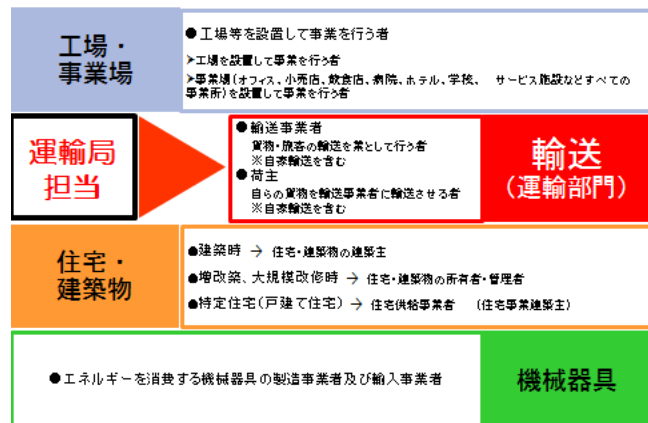 工場・
事業場
●工場等を設置して事業を行う者
➢工場を設置して事業を行う者
➢事業場(オフィス、小売店、飲食店、病院、ホテル、学校、 サービス施設などすべての
事業所)を設置して事業を行う者
運輸局
担当
●輸送事業者
貨物・旅客の輸送を業として行う者
※自家輸送を含む
●荷主
自らの貨物を輸送事業者に輸送させる者
※自家輸送を含む
輸送
(運輸部門)
住宅・
建築物
●建築時 → 住宅・建築物の建築主
●増改築、大規模改修時 → 住宅・建築物の所有者・管理者
●特定住宅(戸建て住宅) → 住宅供給事業者 (住宅事業建築主)
●エネルギーを消費する機械器具の製造事業者及び輸入事業者
機械器具